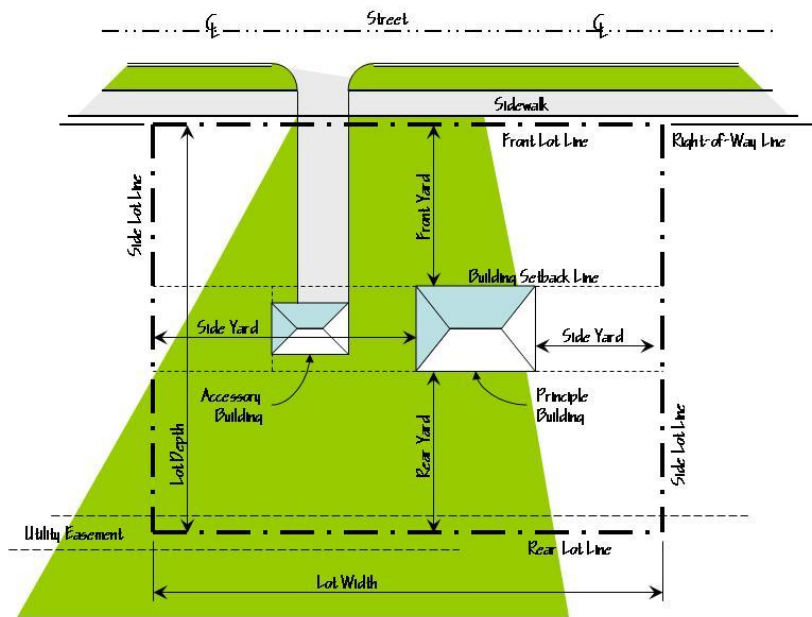 Street
℄
℄
Sidewalk
Front Lot Line
Right-of-Way Line
Side Lot Line
Front Yard
Building Setback Line
Side Yard
Side Yard
Accessory
Building
Principle
Building
Lot Depth
Rear Yard
Side Lot Line
Utility Easement
Rear Lot Line
Lot Width